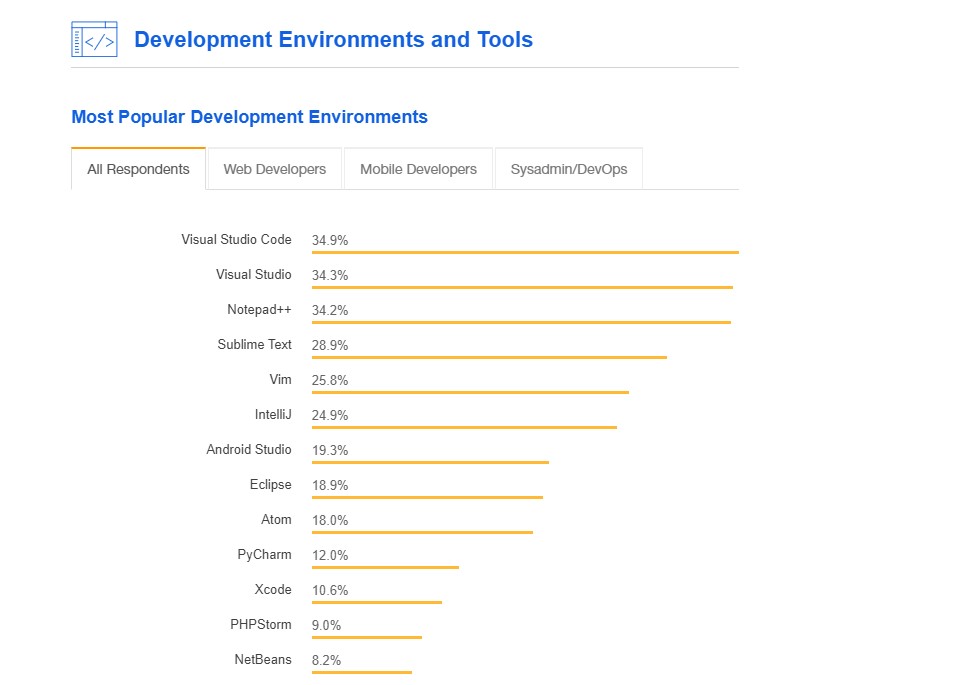 </>
Development Environments and Tools
Most Popular Development Environments
All Respondents Web Developers Mobile Developers Sysadmin/DevOps
Visual Studio Code 34.9%
Visual Studio 34.3%
Notepad++ 34.2%
Sublime Text 28.9%
Vim 25.8%
IntelliJ 24.9%
Android Studio 19.3%
Eclipse 18.9%
Atom 18.0%
PyCharm 12.0%
Xcode 10.6%
PHPStorm 9.0%
NetBeans 8.2%